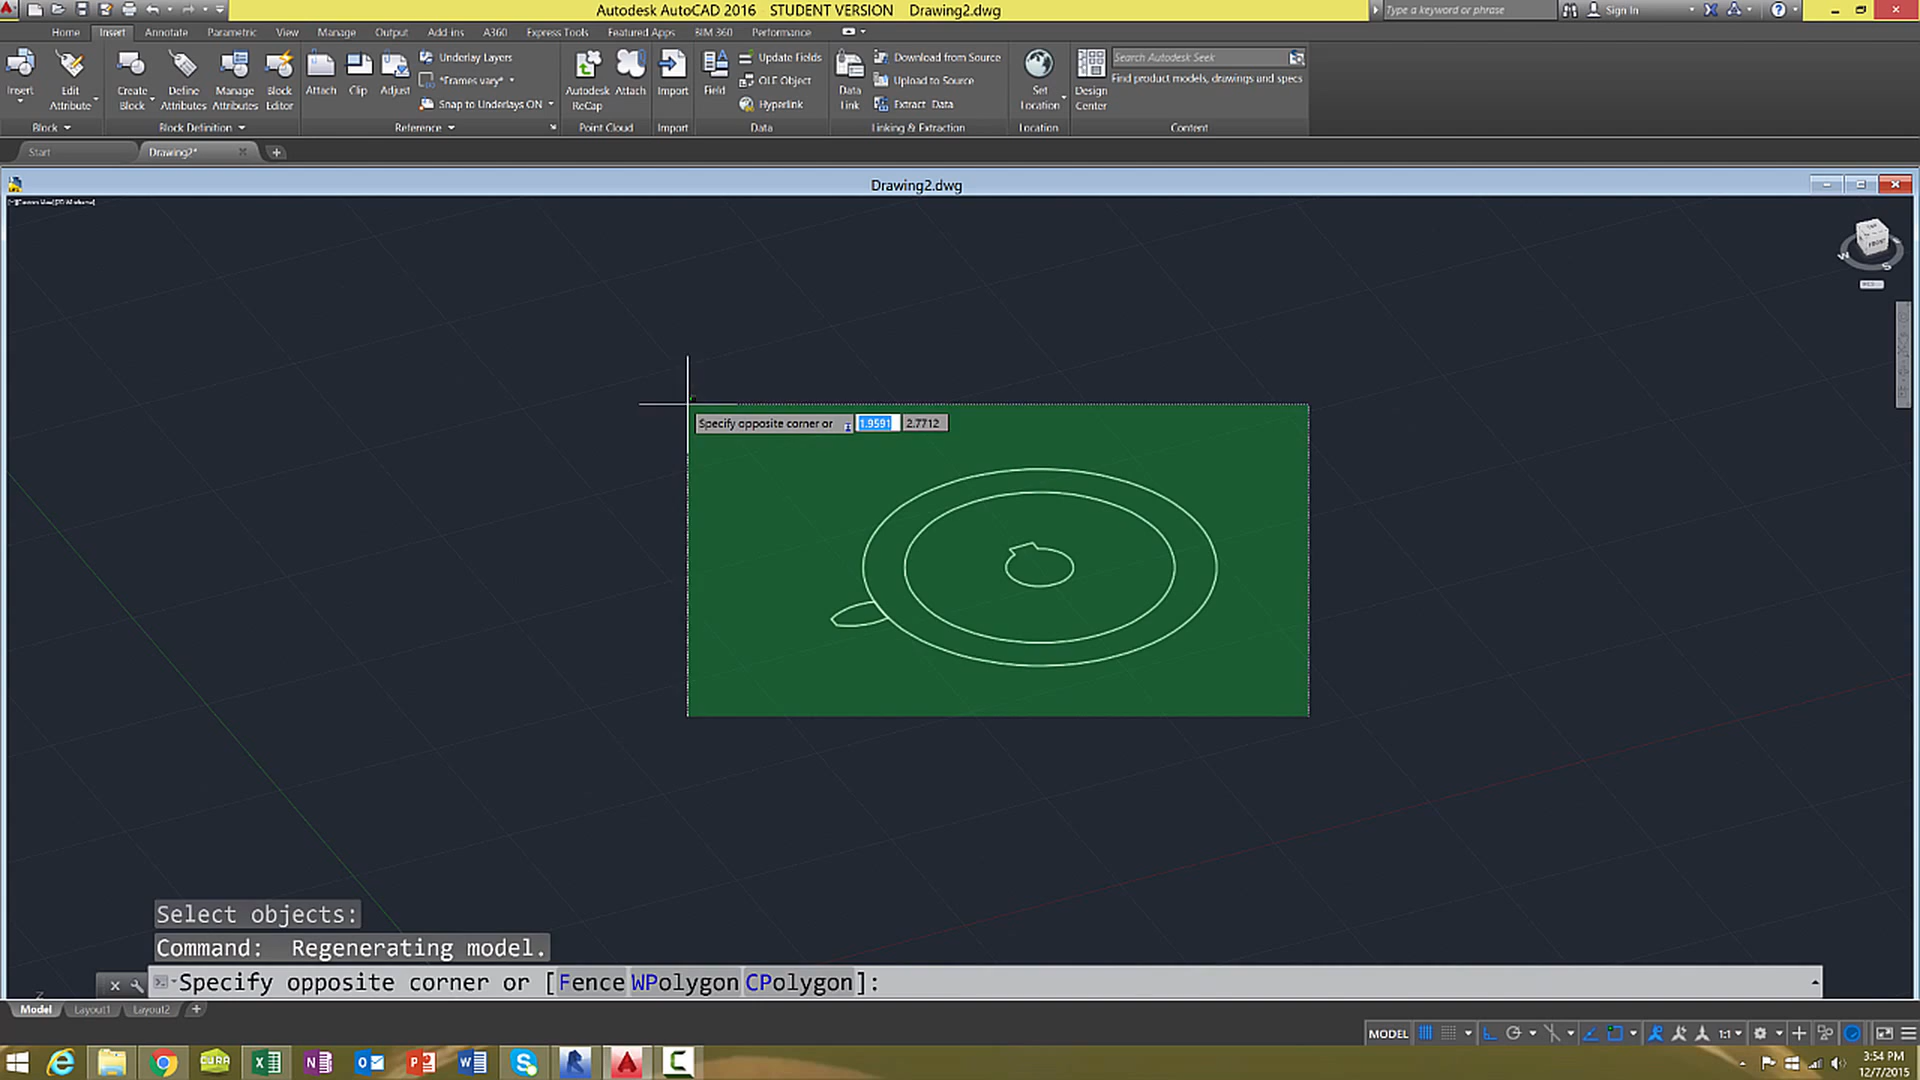 Autodesk AutoCAD 2016 STUDENT VERSION Drawing2.dwg
Type a keyword or phrase
Sign In
Home Insert Annotate Parametric View Manage Output Add ins A360 Express Tools Featured Apps BIM 360 Performance
Insert
Edit Attribute
Create Block
Define Attributes
Manage Attributes
Block Editor
Attach
Clip
Adjust
Underlay Layers
*Frames vary*
Snap to Underlays ON
Autodesk ReCap
Attach
Import
Field
Update Fields
OLE Object
Hyperlink
Data Link
Download from Source
Upload to Source
Extract Data
Set Location
Design Center
Search Autodesk Seek
Find product models, drawings and specs
Block
Block Definition
Reference
Point Cloud
Import
Data
Linking & Extraction
Location
Content
Start
Drawing2*
Drawing2.dwg
FRONT
W
S
Specify opposite corner or 1.9591 2.7712
Select objects:
Command: Regenerating model.
Specify opposite corner or [Fence WPolygon CPolygon]:
Model Layout1 Layout2
MODEL
1:1
CURA
3:54 PM
12/7/2015